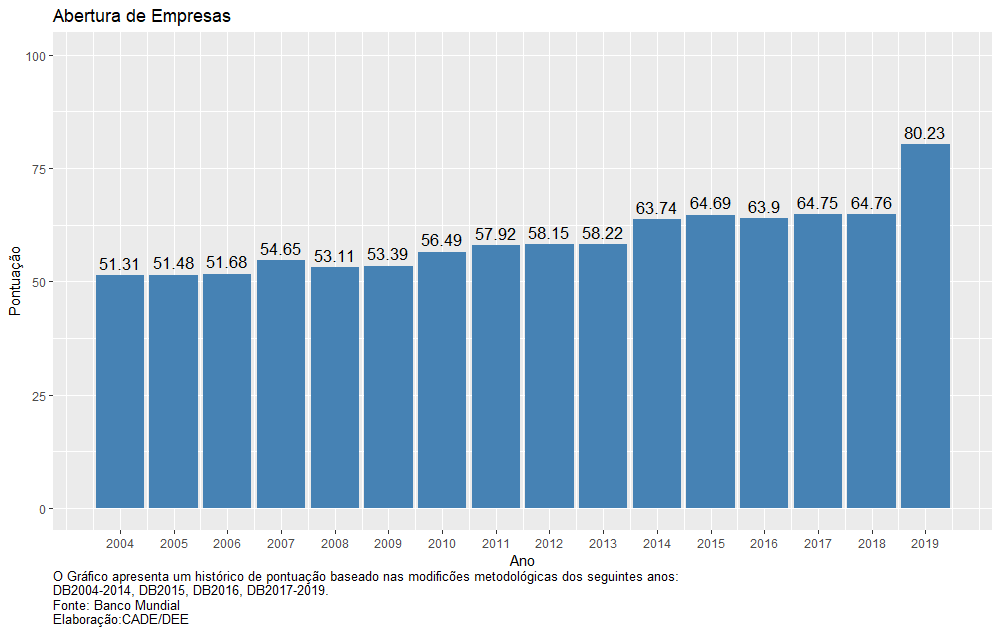 Abertura de Empresas
100
75
50
25
0
Pontuação
51.31 51.48 51.68 54.65 53.11 53.39 56.49 57.92 58.15 58.22 63.74 64.69 63.9 64.75 64.76 80.23
2004 2005 2006 2007 2008 2009 2010 2011 2012 2013 2014 2015 2016 2017 2018 2019
Ano
O Gráfico apresenta um histórico de pontuação baseado nas modificões metodológicas dos seguintes anos:
DB2004-2014, DB2015, DB2016, DB2017-2019.
Fonte: Banco Mundial
Elaboração:CADE/DEE